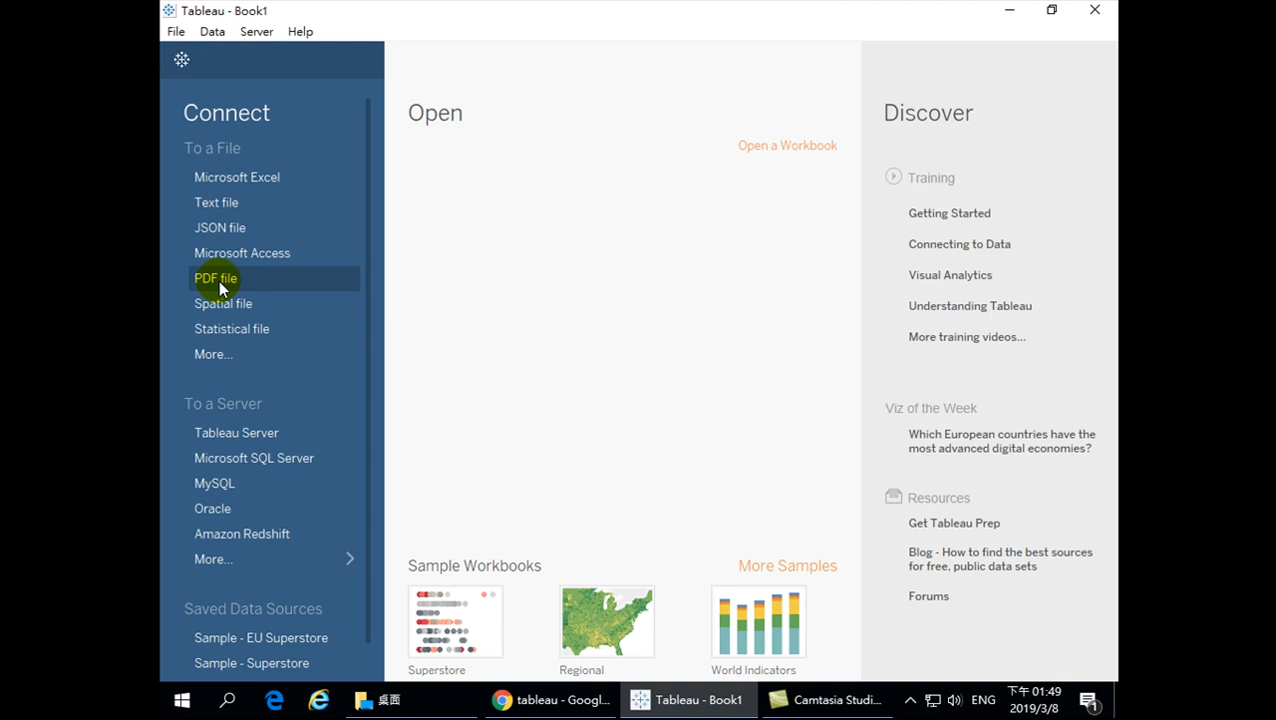 Tableau - Book1
File Data Server Help
Connect
To a File
Microsoft Excel
Text file
JSON file
Microsoft Access
PDF file
Spatial file
Statistical file
More...
To a Server
Tableau Server
Microsoft SQL Server
MySQL
Oracle
Amazon Redshift
More...
Saved Data Sources
Sample - EU Superstore
Sample - Superstore
Open
Open a Workbook
Sample Workbooks
More Samples
Superstore
Regional
World Indicators
Discover
Training
Getting Started
Connecting to Data
Visual Analytics
Understanding Tableau
More training videos...
Viz of the Week
Which European countries have the
most advanced digital economies?
Resources
Get Tableau Prep
Blog - How to find the best sources
for free, public data sets
Forums
桌面
tableau - Googl...
Tableau - Book1
Camtasia Studi...
ENG
下午 01:49
2019/3/8
1